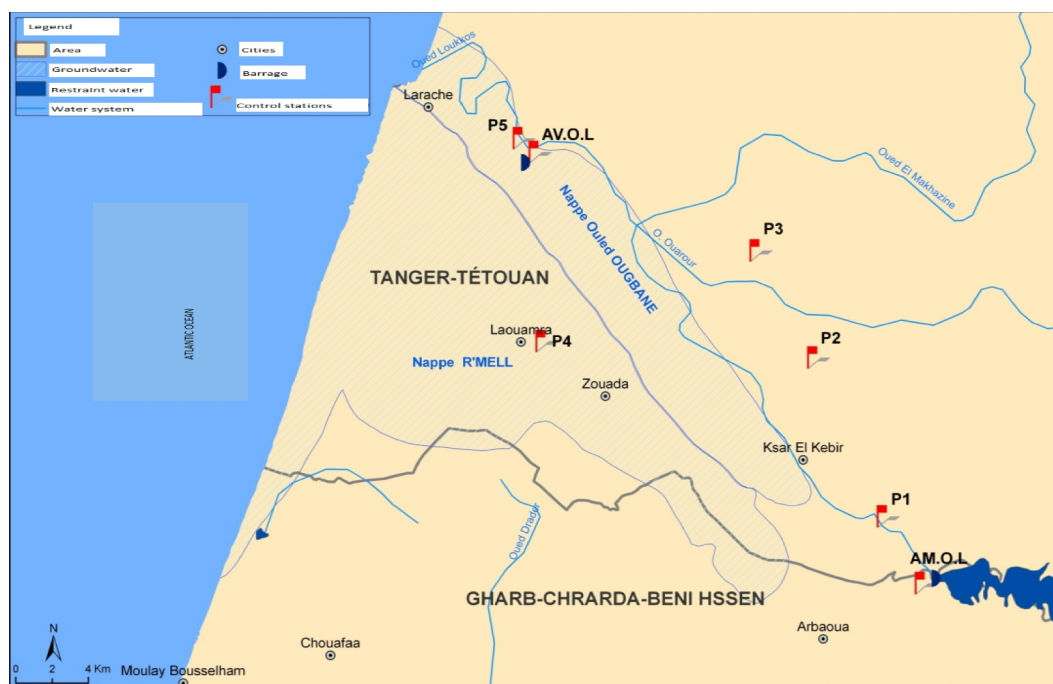 Legend
Area
Groundwater
Restraint water
Water system
Cities
Barrage
Control stations
Oued Loukkos
Larache
P5
AV.O.L
Oued El Makhazine
Nappe Ouled OUGBANE
O. Ouarour
P3
TANGER-TÉTOUAN
ATLANTIC OCEAN
Laouamra
P4
P2
Nappe R'MELL
Zouada
Ksar El Kebir
P1
Oued Drader
AM.O.L
GHARB-CHRARDA-BENI HSSEN
Arbaoua
Chouafaa
N
0 2 4 Km
Moulay Bousselham